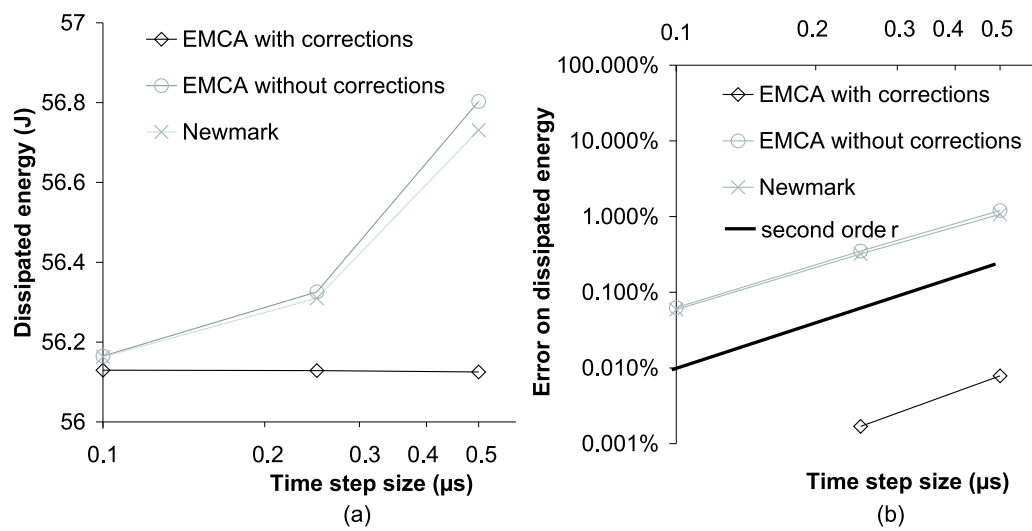 57
56.8
56.6
56.4
56.2
56
Dissipated energy (J)
EMCA with corrections
EMCA without corrections
Newmark
0.1
0.2
0.3
0.4
0.5
Time step size (μs)
(a)
0.1
0.2
0.3
0.4
0.5
100.000%
10.000%
1.000%
0.100%
0.010%
0.001%
Error on dissipated energy
EMCA with corrections
EMCA without corrections
Newmark
second order
Time step size (μs)
(b)